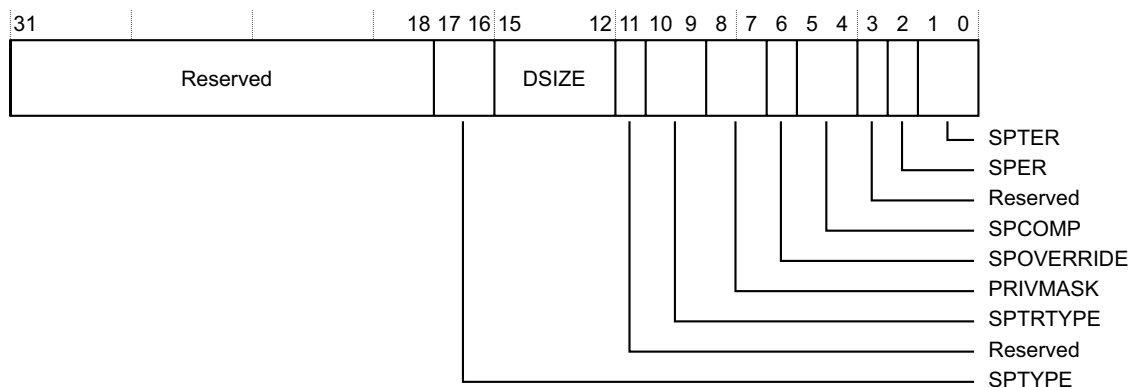 31 18 17 16 15 12 11 10 9 8 7 6 5 4 3 2 1 0
Reserved DSIZE
SPTER
SPER
Reserved
SPCOMP
SPOVERRIDE
PRIVMASK
SPTRTYPE
Reserved
SPTYPE